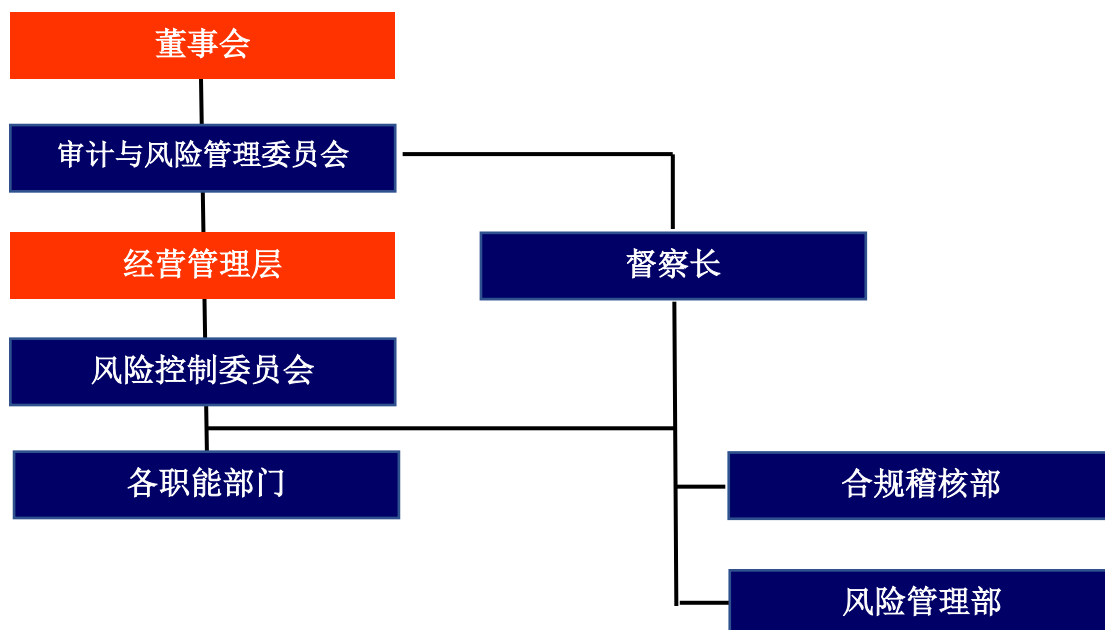 董事会
审计与风险管理委员会
经营管理层
督察长
风险控制委员会
各职能部门
合规稽核部
风险管理部